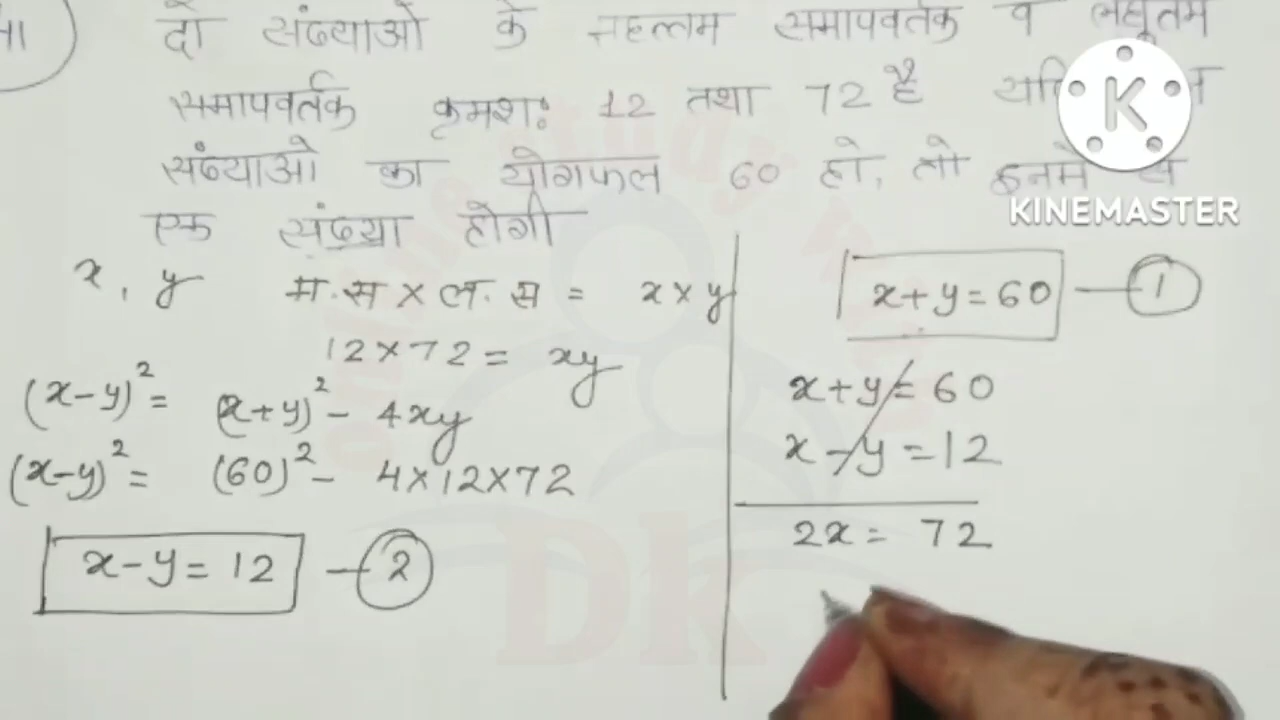 दो संख्याओ के महत्तम समापवर्तक व लघुतम
समापवर्तक क्रमशः 12 तथा 72 है
संख्याओ का योगफल 60 हो, तो इनमे से
एक संख्या होगी
x, y म.स × ल.स = x × y
12×72 = xy
(x-y)² = (x+y)² - 4xy
(x-y)² = (60)² - 4×12×72
x-y = 12 — 2
x+y = 60 — 1
x+y = 60
x-y = 12
2x = 72
KINEMASTER